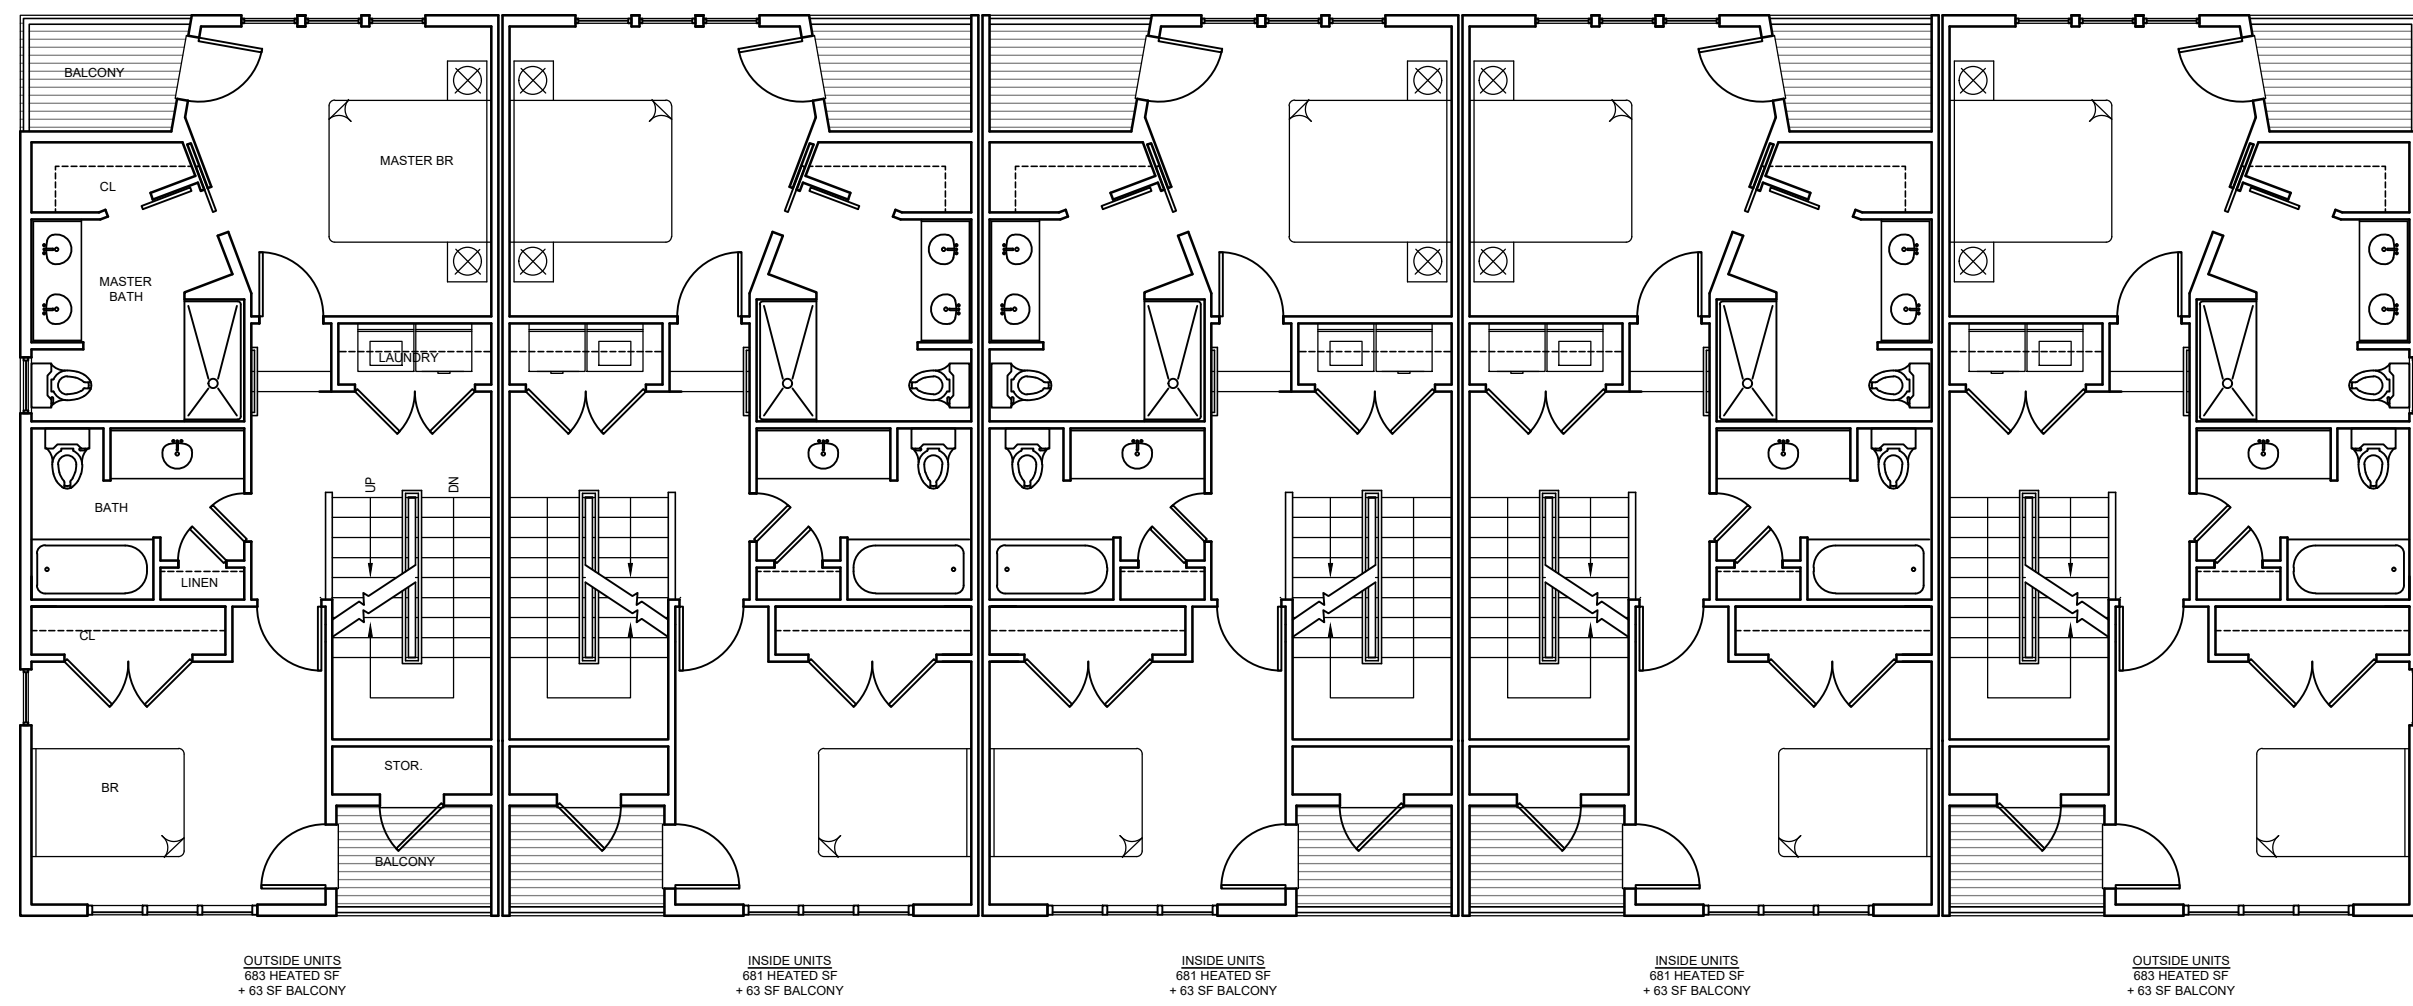 BALCONY
MASTER BR
CL
MASTER
BATH
LAUNDRY
UP
DN
BATH
LINEN
CL
STOR.
BR
BALCONY
OUTSIDE UNITS
683 HEATED SF
+ 63 SF BALCONY
INSIDE UNITS
681 HEATED SF
+ 63 SF BALCONY
INSIDE UNITS
681 HEATED SF
+ 63 SF BALCONY
INSIDE UNITS
681 HEATED SF
+ 63 SF BALCONY
OUTSIDE UNITS
683 HEATED SF
+ 63 SF BALCONY